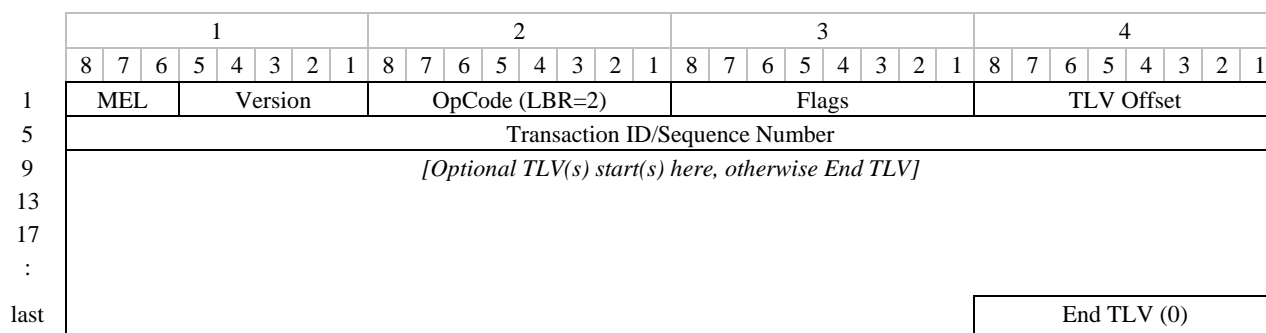 1 2 3 4
8 7 6 5 4 3 2 1 8 7 6 5 4 3 2 1 8 7 6 5 4 3 2 1 8 7 6 5 4 3 2 1
1 MEL Version OpCode (LBR=2) Flags TLV Offset
5 Transaction ID/Sequence Number
9 [Optional TLV(s) start(s) here, otherwise End TLV]
13
17
:
last End TLV (0)